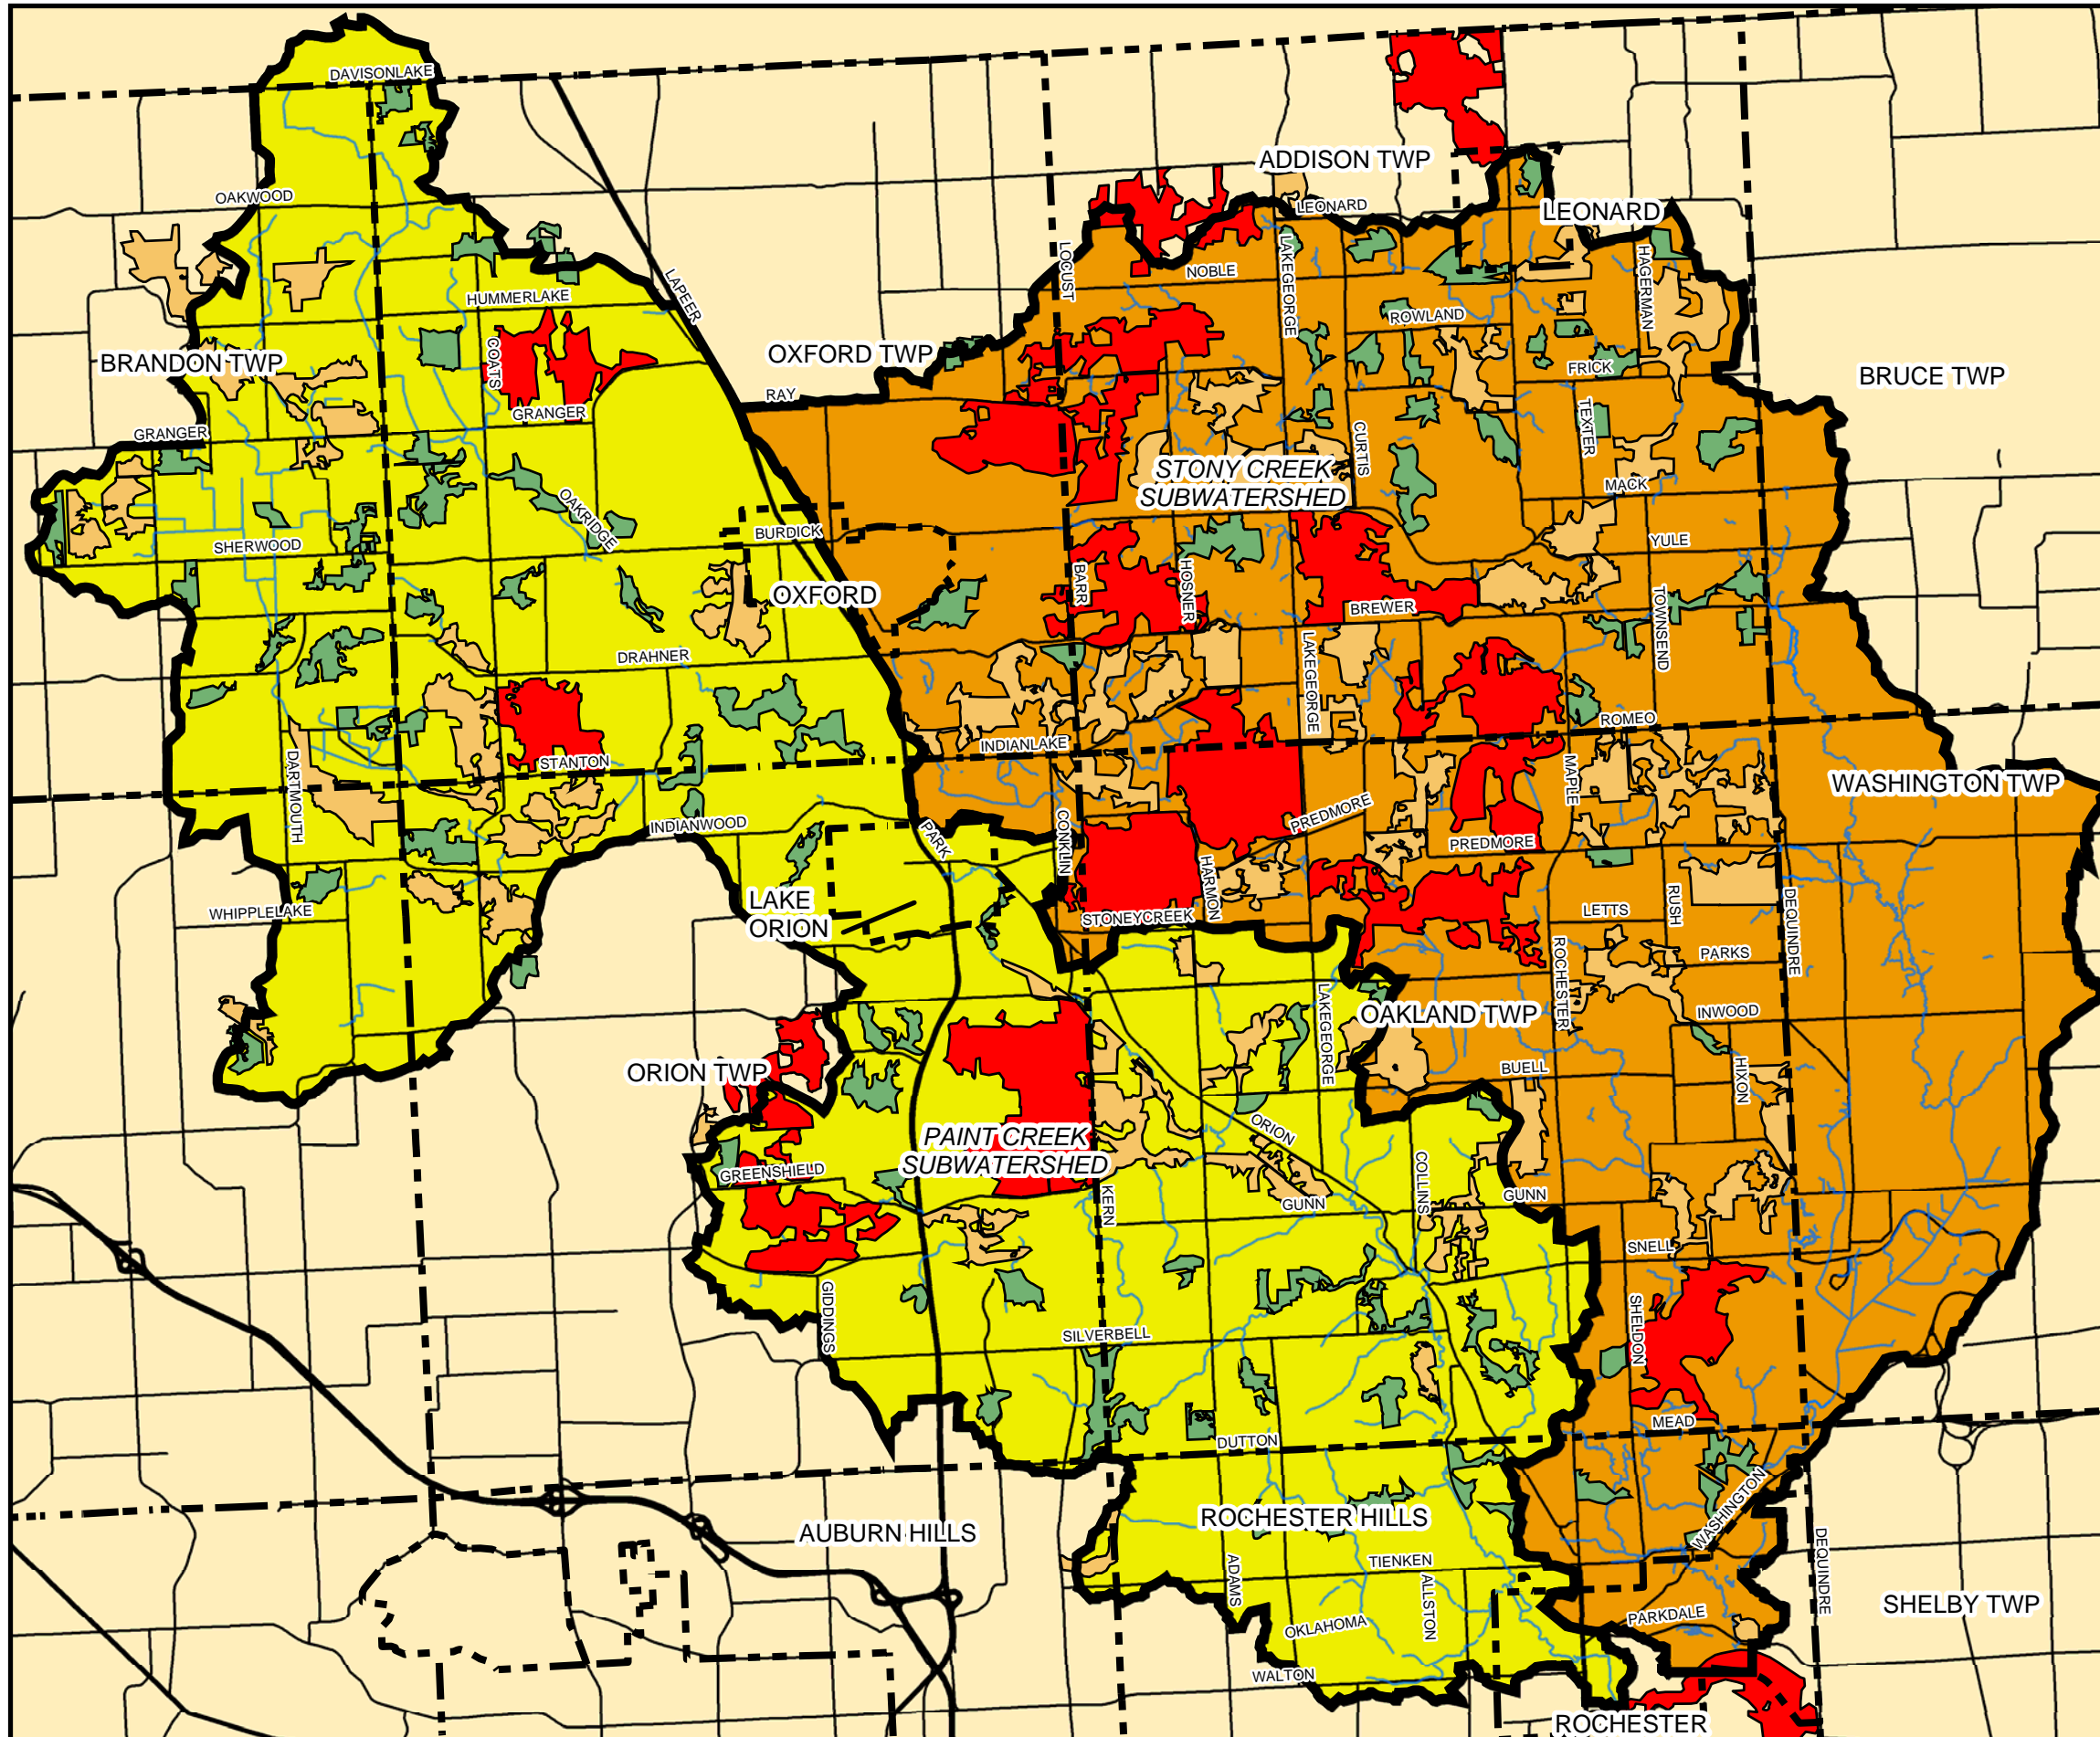 DAVISONLAKE
ADDISON TWP
OAKWOOD
LEONARD
LEONARD
LAPEER
LOCUST
NOBLE
LAKEGEORGE
HAGERMAN
HUMMERLAKE
ROWLAND
BRANDON TWP
COATS
OXFORD TWP
FRICK
BRUCE TWP
RAY
GRANGER
GRANGER
TEXTER
CURTIS
STONY CREEK
SUBWATERSHED
MACK
OAKRIDGE
BURDICK
SHERWOOD
YULE
BARR
HOSNER
OXFORD
BREWER
TOWNSEND
DRAHNER
LAKEGEORGE
ROMEO
INDIANLAKE
STANTON
DARTMOUTH
MAPLE
WASHINGTON TWP
PREDMORE
INDIANWOOD
PARK
CONKLIN
PREDMORE
HARMON
LAKE
ORION
WHIPPLELAKE
STONEYCREEK
LETTS
RUSH
DEQUINDRE
PARKS
ROCHESTER
LAKEGEORGE
OAKLAND TWP
INWOOD
ORION TWP
BUELL
HIXON
ORION
PAINT CREEK
SUBWATERSHED
GREENSHIELD
COLLINS
KERN
GUNN
GUNN
SNELL
GIDDINGS
SHELDON
SILVERBELL
MEAD
DUTTON
WASHINGTON
ROCHESTER HILLS
AUBURN HILLS
TIENKEN
ADAMS
ALLSTON
DEQUINDRE
SHELBY TWP
PARKDALE
OKLAHOMA
WALTON
ROCHESTER